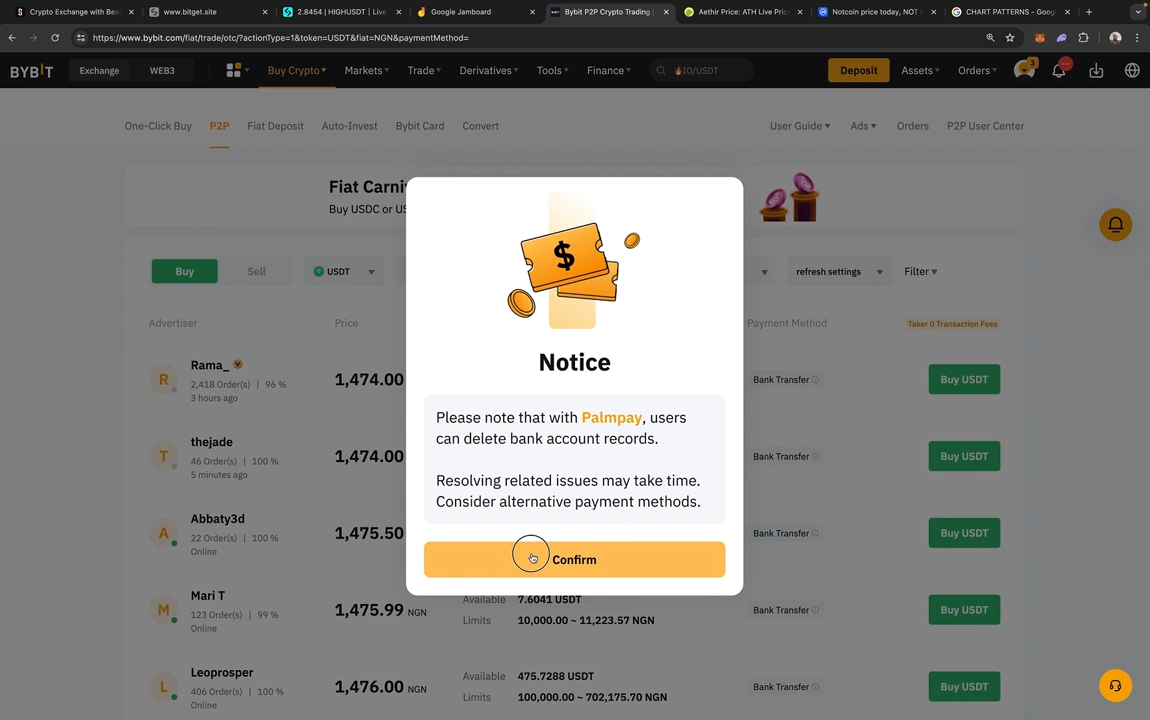 Crypto Exchange with Bes
www.bitget.site
2.8454 | HIGHUSDT | Live
Google Jamboard
Bybit P2P Crypto Trading |
Aethir Price: ATH Live Pric
Notcoin price today, NOT
CHART PATTERNS - Goog
https://www.bybit.com/fiat/trade/otc/?actionType=1&token=USDT&fiat=NGN&paymentMethod=
BYBIT
Exchange
WEB3
Buy Crypto
Markets
Trade
Derivatives
Tools
Finance
IO/USDT
Deposit
Assets
Orders
3
One-Click Buy
P2P
Fiat Deposit
Auto-Invest
Bybit Card
Convert
User Guide
Ads
Orders
P2P User Center
Fiat Carni
Buy USDC or US
Buy
Sell
USDT
refresh settings
Filter
Advertiser
Price
Payment Method
Taker 0 Transaction Fees
R
Rama_
2,418 Order(s) | 96 %
3 hours ago
1,474.00
Bank Transfer
Buy USDT
T
thejade
46 Order(s) | 100 %
5 minutes ago
1,474.00
Bank Transfer
Buy USDT
A
Abbaty3d
22 Order(s) | 100 %
Online
1,475.50
Bank Transfer
Buy USDT
M
Mari T
123 Order(s) | 99 %
Online
1,475.99 NGN
Available 7.6041 USDT
Limits 10,000.00 ~ 11,223.57 NGN
Bank Transfer
Buy USDT
L
Leoprosper
406 Order(s) | 100 %
Online
1,476.00 NGN
Available 475.7288 USDT
Limits 100,000.00 ~ 702,175.70 NGN
Bank Transfer
Buy USDT
$
Notice
Please note that with Palmpay, users
can delete bank account records.
Resolving related issues may take time.
Consider alternative payment methods.
Confirm